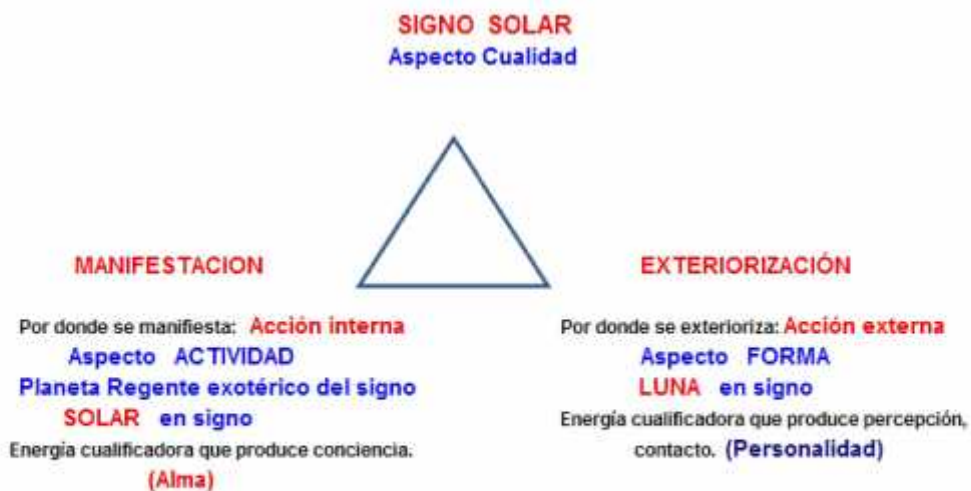 SIGNO SOLAR
Aspecto Cualidad
MANIFESTACION
Por donde se manifiesta: Acción interna
Aspecto ACTIVIDAD
Planeta Regente exotérico del signo
SOLAR en signo
Energía cualificadora que produce conciencia.
(Alma)
EXTERIORIZACIÓN
Por donde se exterioriza: Acción externa
Aspecto FORMA
LUNA en signo
Energía cualificadora que produce percepción,
contacto. (Personalidad)